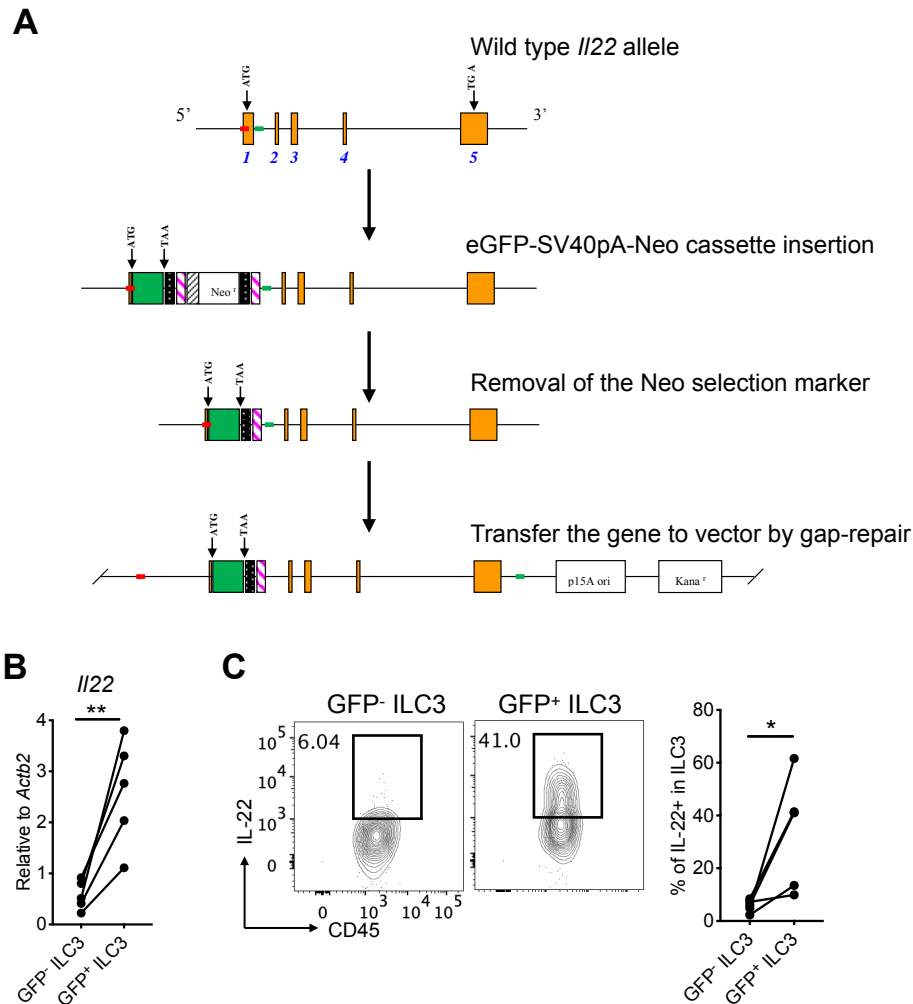 A
Wild type Il22 allele
ATG
TG A
5’
3’
1
2
3
4
5
eGFP-SV40pA-Neo cassette insertion
ATG
TAA
Neo r
Removal of the Neo selection marker
ATG
TAA
Transfer the gene to vector by gap-repair
ATG
TAA
p15A ori
Kana r
B
Il22
**
4
3
2
1
0
Relative to Actb2
GFP- ILC3
GFP+ ILC3
C
GFP- ILC3
GFP+ ILC3
6.04
41.0
10^5
10^4
10^3
0
IL-22
0
10^3
10^4
10^5
CD45
*
80
60
40
20
0
% of IL-22+ in ILC3
GFP- ILC3
GFP+ ILC3